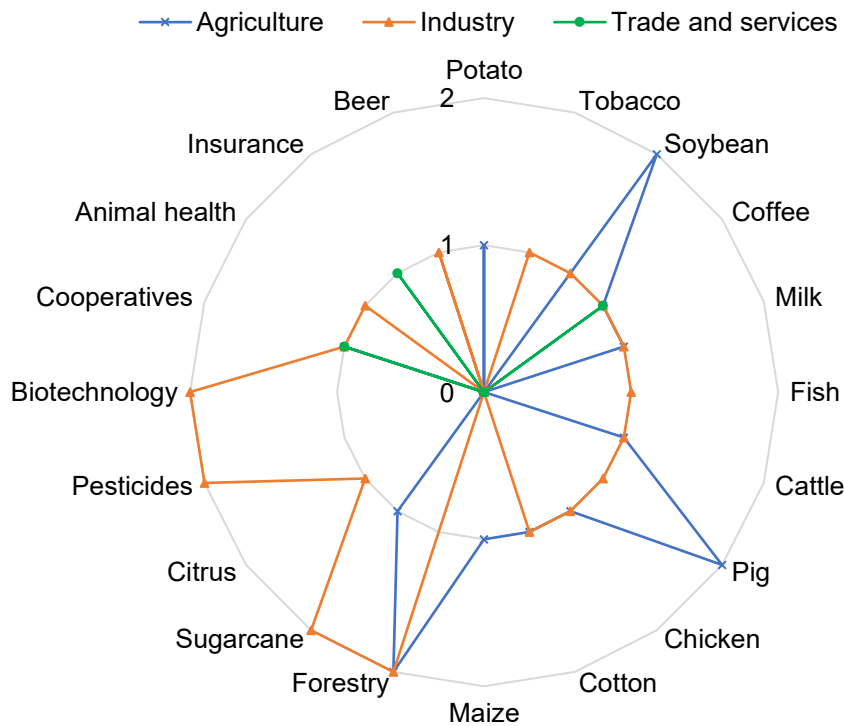 Agriculture Industry Trade and services
Potato
2
Beer Tobacco
Insurance Soybean
Animal health Coffee
1
Cooperatives Milk
Biotechnology 0 Fish
Pesticides Cattle
Citrus Pig
Sugarcane Chicken
Forestry Cotton
Maize